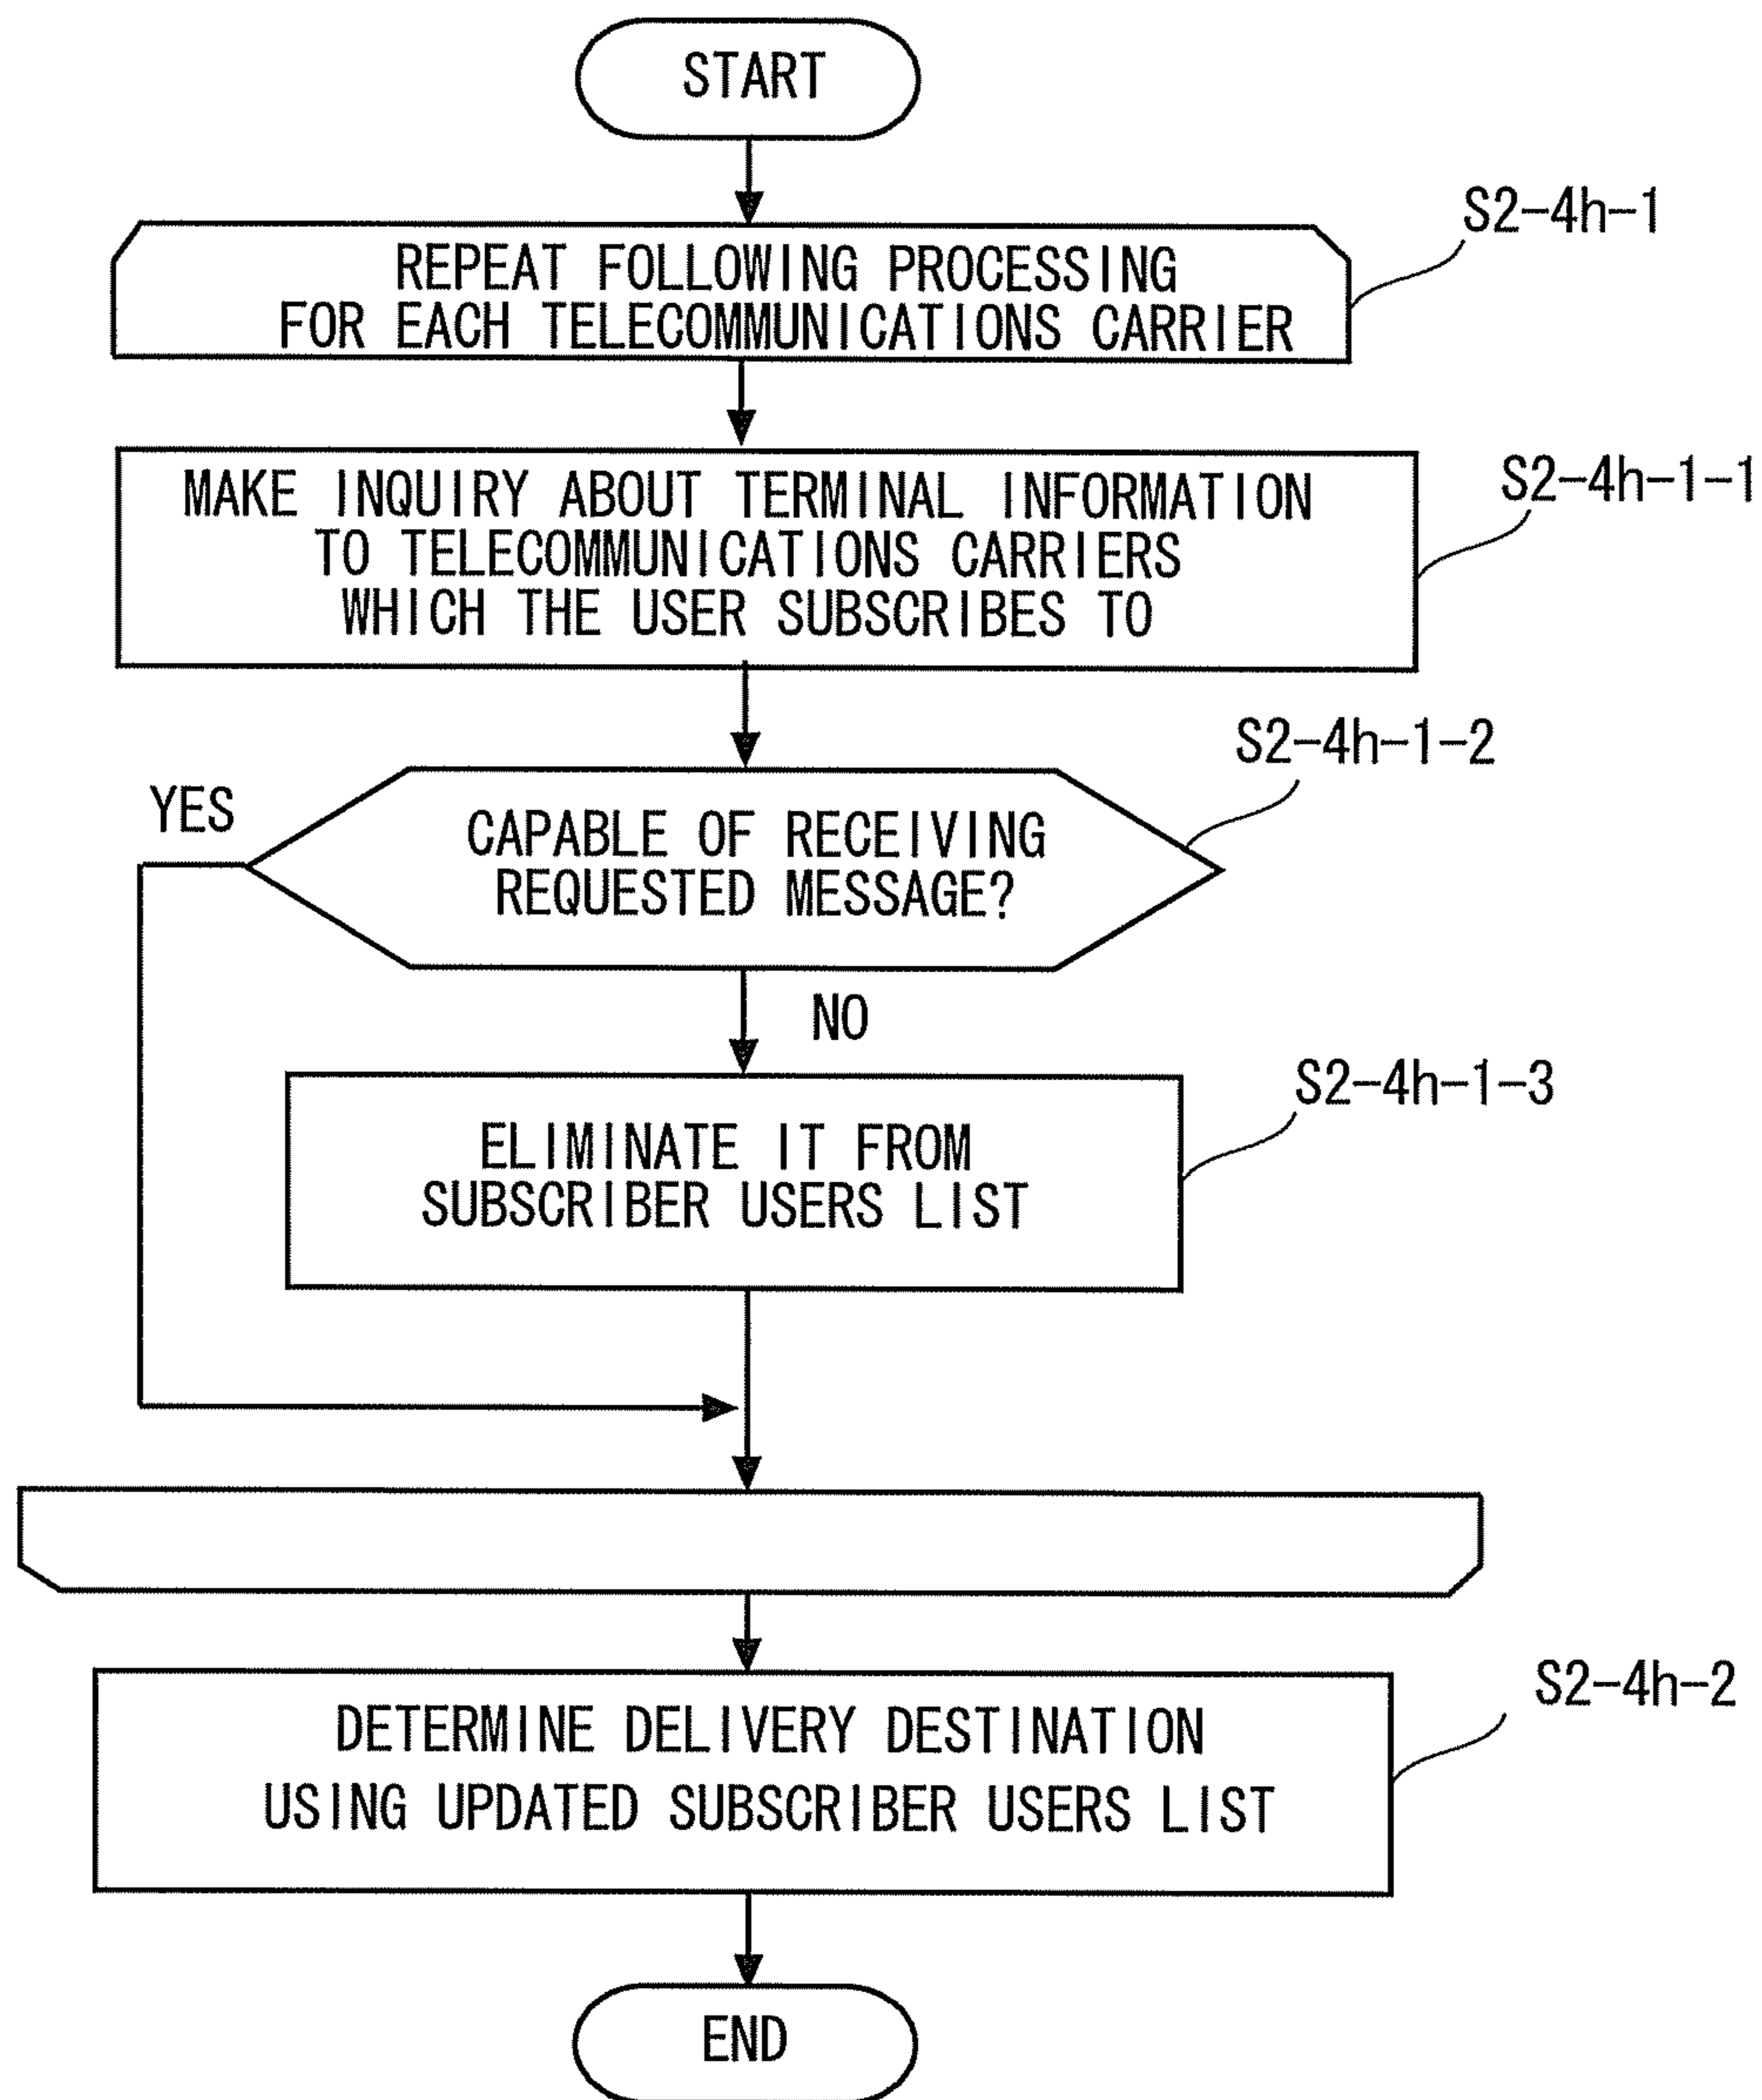 START
S2-4h-1
REPEAT FOLLOWING PROCESSING
FOR EACH TELECOMMUNICATIONS CARRIER
S2-4h-1-1
MAKE INQUIRY ABOUT TERMINAL INFORMATION
TO TELECOMMUNICATIONS CARRIERS
WHICH THE USER SUBSCRIBES TO
S2-4h-1-2
YES
CAPABLE OF RECEIVING
REQUESTED MESSAGE?
NO
S2-4h-1-3
ELIMINATE IT FROM
SUBSCRIBER USERS LIST
S2-4h-2
DETERMINE DELIVERY DESTINATION
USING UPDATED SUBSCRIBER USERS LIST
END